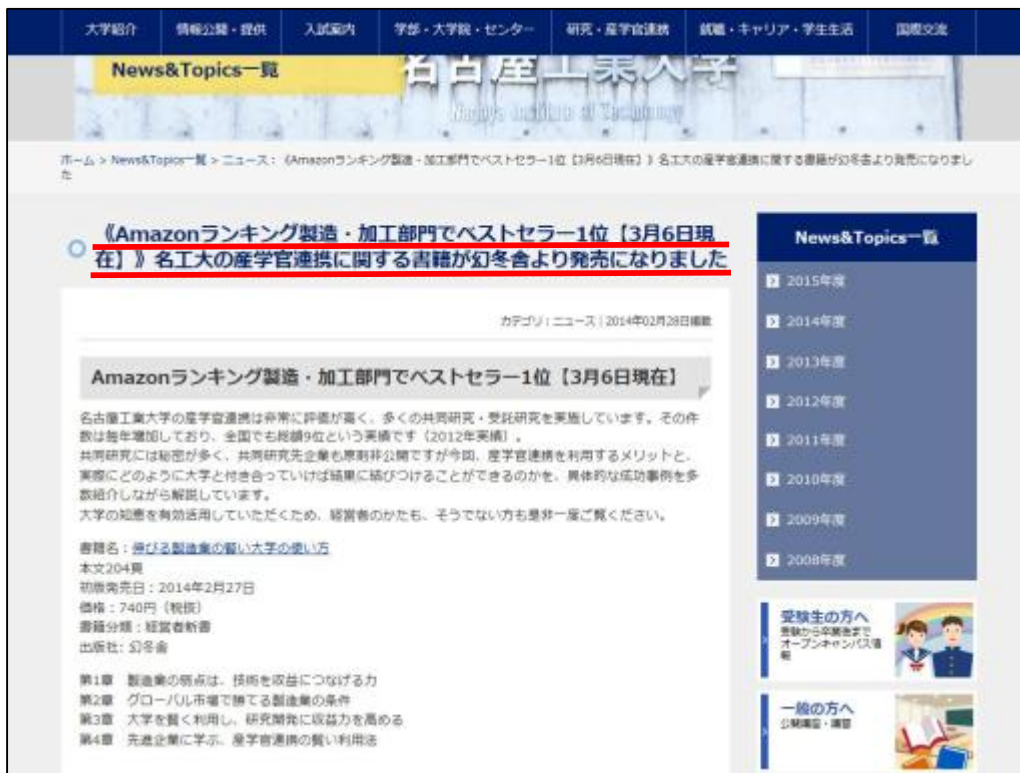 大学紹介 情報公開・提供 入試案内 学部・大学院・センター 研究・産学官連携 就職・キャリア・学生生活 国際交流
News&Topics一覧
名古屋工業大学
Nagoya Institute of Technology
ホーム > News&Topics一覧 > ニュース: 《Amazonランキング製造・加工部門でベストセラー1位【3月6日現在】》名工大の産学官連携に関する書籍が幻冬舎より発売になりまし
た
《Amazonランキング製造・加工部門でベストセラー1位【3月6日現
在】》名工大の産学官連携に関する書籍が幻冬舎より発売になりました
カテゴリ:ニュース|2014年02月28日掲載
Amazonランキング製造・加工部門でベストセラー1位【3月6日現在】
名古屋工業大学の産学官連携は非常に評価が高く、多くの共同研究・受託研究を実施しています。その件
数は毎年増加しており、全国でも総額9位という実績です(2012年実績)。
共同研究には秘密が多く、共同研究先企業も原則非公開ですが今回、産学官連携を利用するメリットと、
実際にどのように大学と付き合っていけば結果に結びつけることができるのかを、具体的な成功事例を多
数紹介しながら解説しています。
大学の知恵を有効活用していただくため、経営者のかたも、そうでない方も是非一度ご覧ください。
書籍名:伸びる製造業の賢い大学の使い方
本文204頁
初版発売日:2014年2月27日
価格:740円(税抜)
書籍分類:経営者新書
出版社: 幻冬舎
第1章 製造業の弱点は、技術を収益につなげる力
第2章 グローバル市場で勝てる製造業の条件
第3章 大学を賢く利用し、研究開発に収益力を高める
第4章 先進企業に学ぶ、産学官連携の賢い利用法
News&Topics一覧
2015年度
2014年度
2013年度
2012年度
2011年度
2010年度
2009年度
2008年度
受験生の方へ
受験から卒業後まで
オープンキャンパス情
報
一般の方へ
公開講座・講習